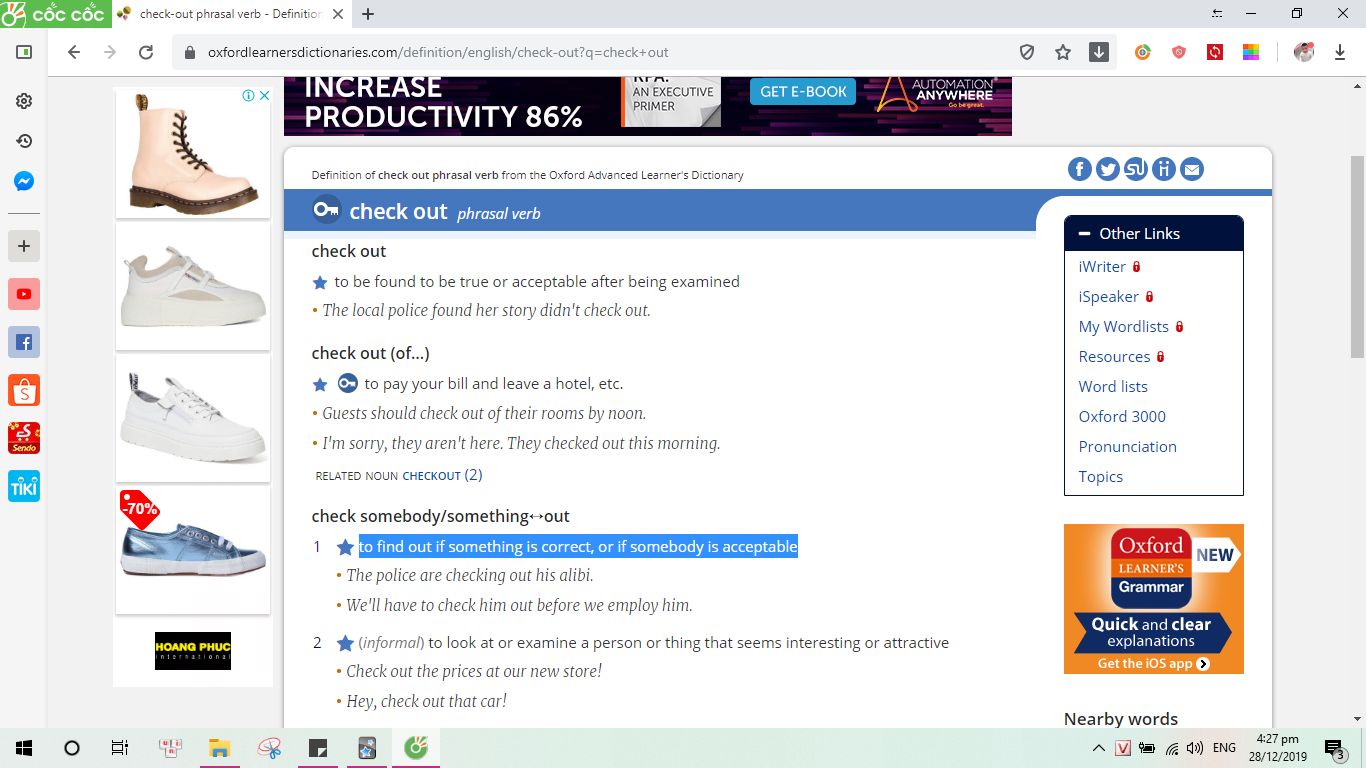 cốc cốc
check-out phrasal verb - Definition
oxfordlearnersdictionaries.com/definition/english/check-out?q=check+out
INCREASE
PRODUCTIVITY 86%
RPA:
AN EXECUTIVE
PRIMER
GET E-BOOK
AUTOMATION
ANYWHERE
Go be great.
Definition of check out phrasal verb from the Oxford Advanced Learner's Dictionary
check out phrasal verb
check out
to be found to be true or acceptable after being examined
• The local police found her story didn't check out.
check out (of…)
to pay your bill and leave a hotel, etc.
• Guests should check out of their rooms by noon.
• I'm sorry, they aren't here. They checked out this morning.
RELATED NOUN CHECKOUT (2)
check somebody/something↔out
1 to find out if something is correct, or if somebody is acceptable
• The police are checking out his alibi.
• We'll have to check him out before we employ him.
2 (informal) to look at or examine a person or thing that seems interesting or attractive
• Check out the prices at our new store!
• Hey, check out that car!
Other Links
iWriter
iSpeaker
My Wordlists
Resources
Word lists
Oxford 3000
Pronunciation
Topics
Oxford
LEARNER'S
Grammar
NEW
Quick and clear
explanations
Get the iOS app
Nearby words
-70%
HOANG PHUC
international
Sendo
TIKI
ENG
4:27 pm
28/12/2019
3